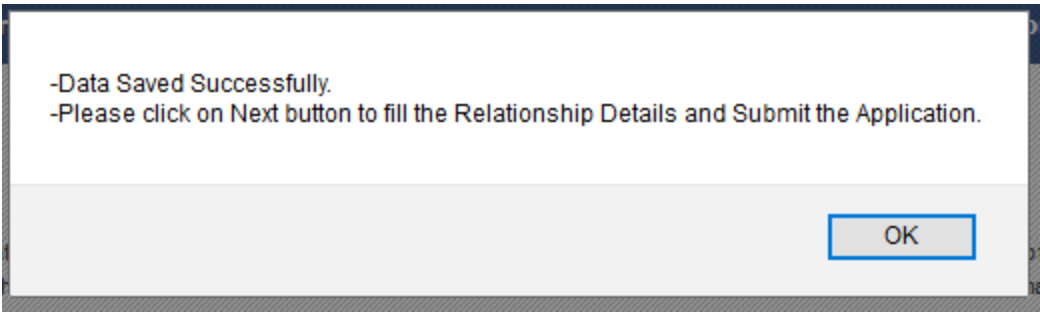 -Data Saved Successfully.
-Please click on Next button to fill the Relationship Details and Submit the Application.
OK